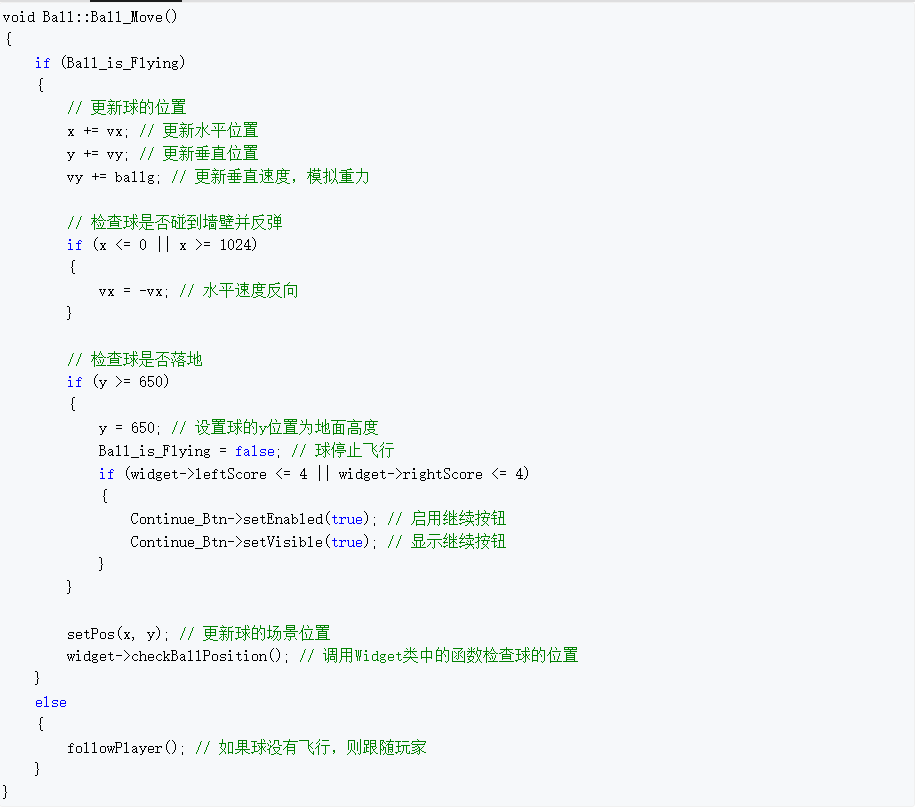 void Ball::Ball_Move()
{
    if (Ball_is_Flying)
    {
        // 更新球的位置
        x += vx; // 更新水平位置
        y += vy; // 更新垂直位置
        vy += ballg; // 更新垂直速度，模拟重力

        // 检查球是否碰到墙壁并反弹
        if (x <= 0 || x >= 1024)
        {
            vx = -vx; // 水平速度反向
        }

        // 检查球是否落地
        if (y >= 650)
        {
            y = 650; // 设置球的y位置为地面高度
            Ball_is_Flying = false; // 球停止飞行
            if (widget->leftScore <= 4 || widget->rightScore <= 4)
            {
                Continue_Btn->setEnabled(true); // 启用继续按钮
                Continue_Btn->setVisible(true); // 显示继续按钮
            }
        }

        setPos(x, y); // 更新球的场景位置
        widget->checkBallPosition(); // 调用Widget类中的函数检查球的位置
    }
    else
    {
        followPlayer(); // 如果球没有飞行，则跟随玩家
    }
}